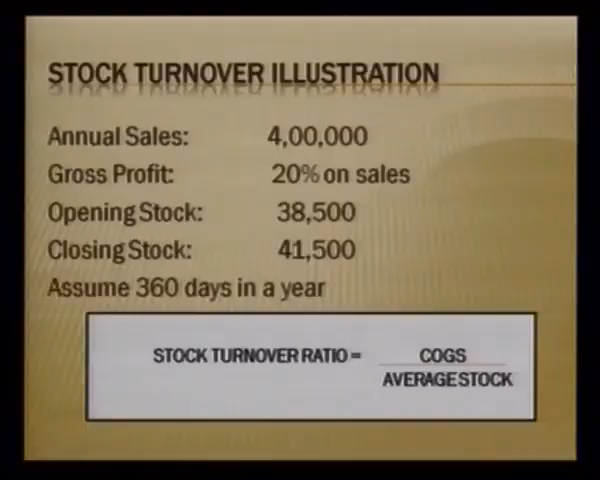 STOCK TURNOVER ILLUSTRATION
Annual Sales: 4,00,000
Gross Profit: 20% on sales
Opening Stock: 38,500
Closing Stock: 41,500
Assume 360 days in a year
STOCK TURNOVER RATIO = COGS
AVERAGE STOCK